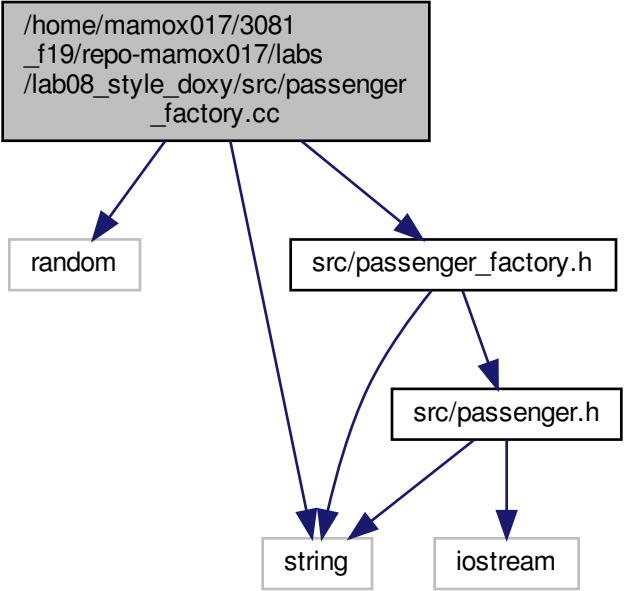 /home/mamox017/3081
_f19/repo-mamox017/labs
/lab08_style_doxy/src/passenger
_factory.cc
random
src/passenger_factory.h
src/passenger.h
string
iostream